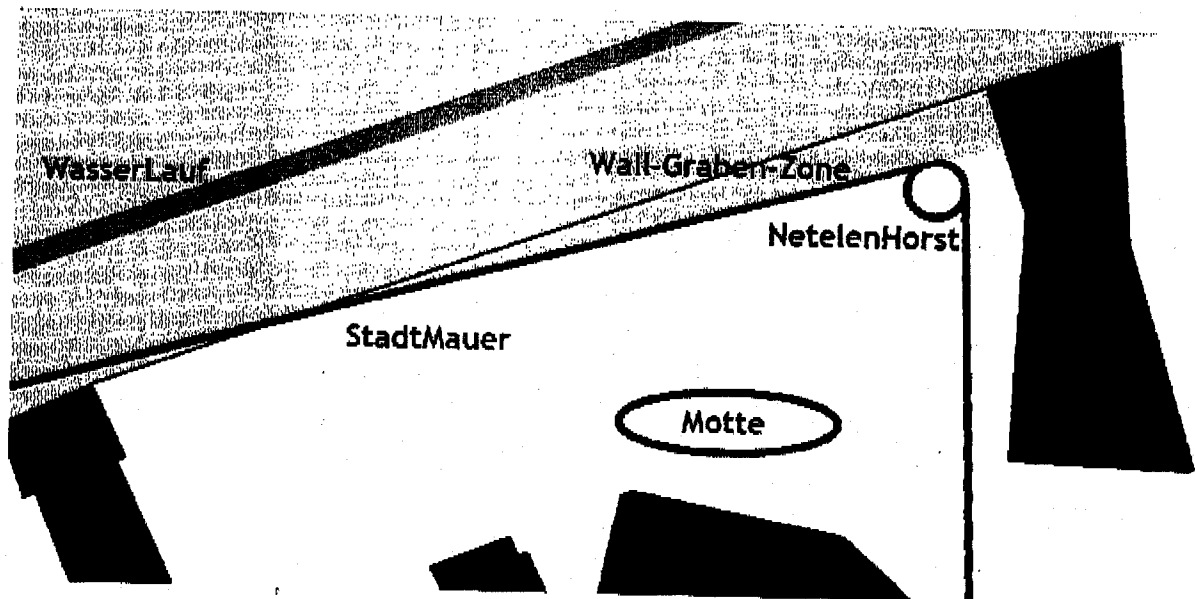 WasserLauf
Wall-Graben-Zone
NetelenHorst
StadtMauer
Motte